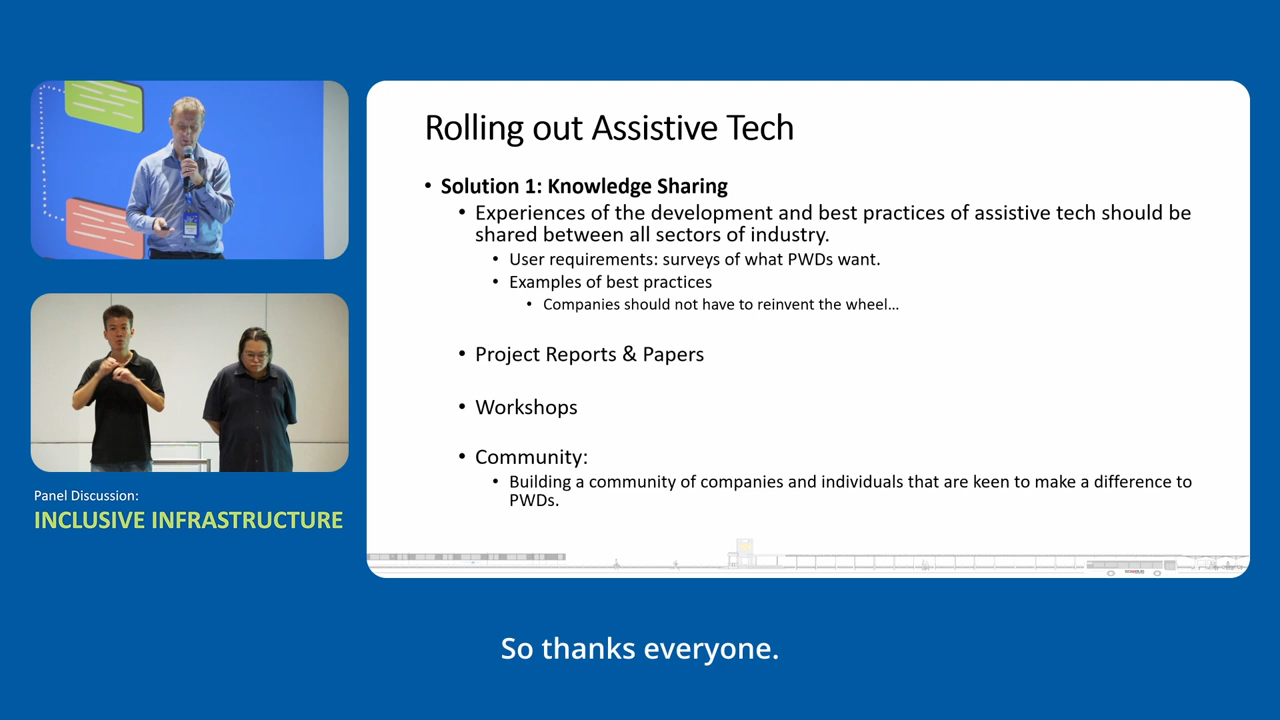 Rolling out Assistive Tech
• Solution 1: Knowledge Sharing
• Experiences of the development and best practices of assistive tech should be
shared between all sectors of industry.
• User requirements: surveys of what PWDs want.
• Examples of best practices
• Companies should not have to reinvent the wheel...
• Project Reports & Papers
• Workshops
• Community:
• Building a community of companies and individuals that are keen to make a difference to
PWDs.
Panel Discussion:
INCLUSIVE INFRASTRUCTURE
So thanks everyone.